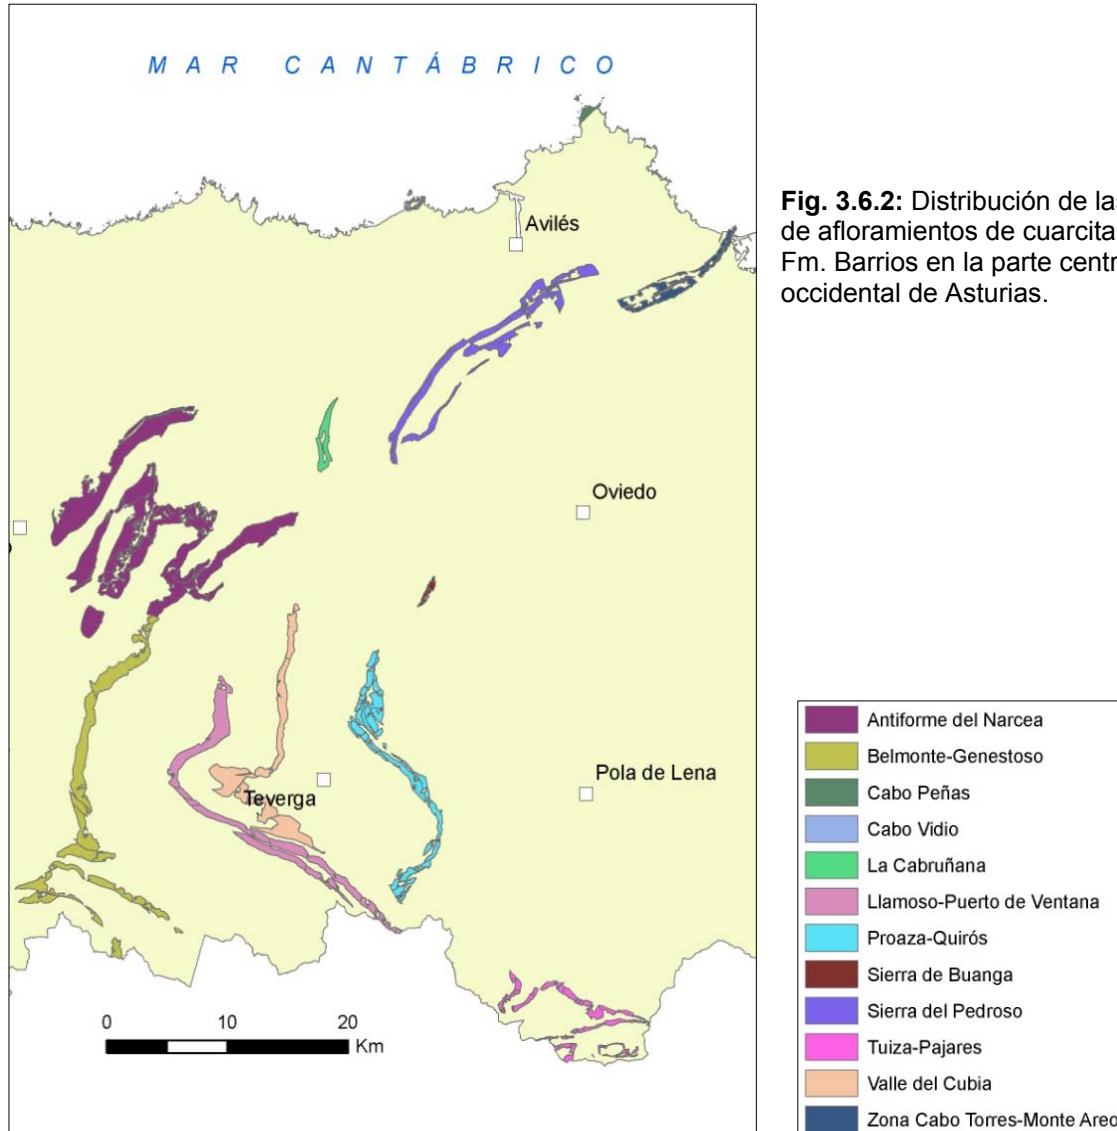 MAR CANTÁBRICO
Avilés
Oviedo
Pola de Lena
Teverga
0 10 20
Km
Fig. 3.6.2: Distribución de
de afloramientos de cuarcita
Fm. Barrios en la parte
occidental de Asturias.
Antiforme del Narcea
Belmonte-Genestoso
Cabo Peñas
Cabo Vidio
La Cabruñana
Llamoso-Puerto de Ventana
Proaza-Quirós
Sierra de Buanga
Sierra del Pedroso
Tuiza-Pajares
Valle del Cubia
Zona Cabo Torres-Monte Areo